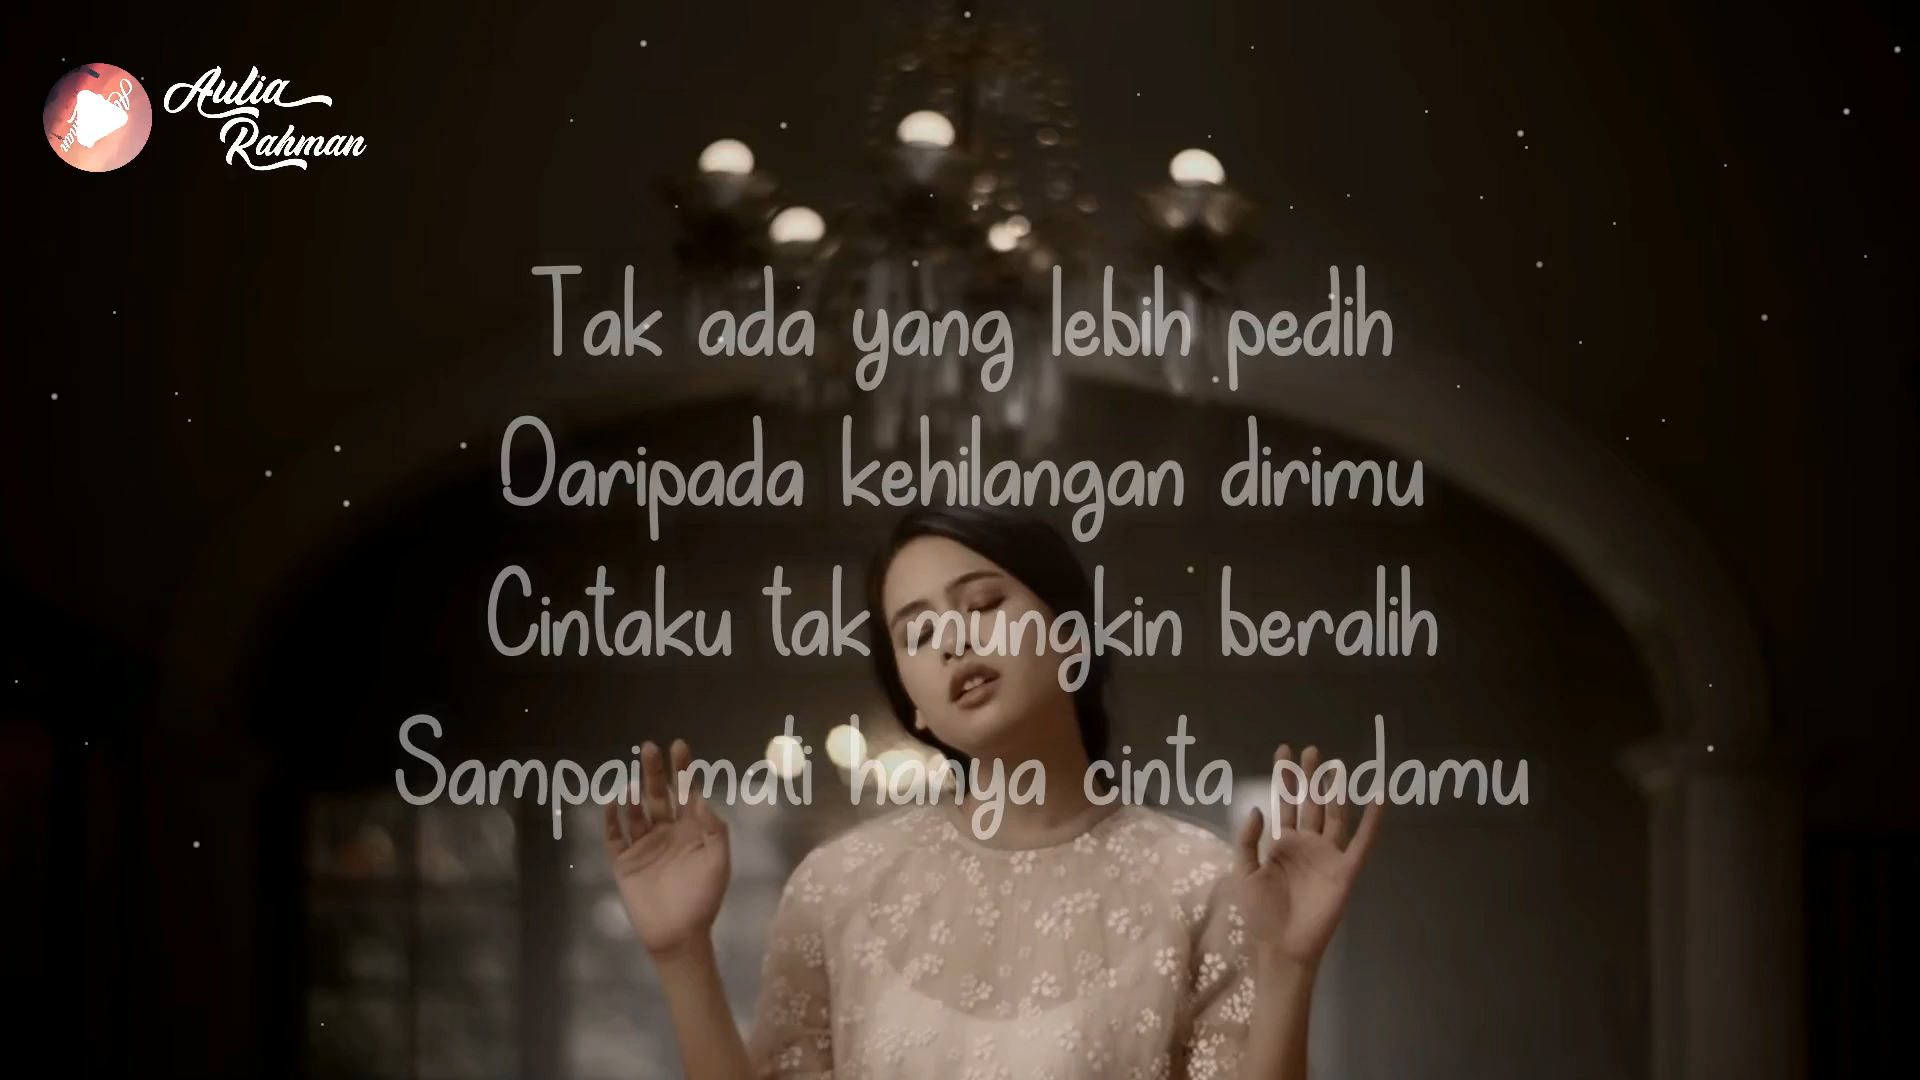 Aulia
Rahman
Tak ada yang lebih pedih
Daripada kehilangan dirimu
Cintaku tak mungkin beralih
Sampai mati hanya cinta padamu